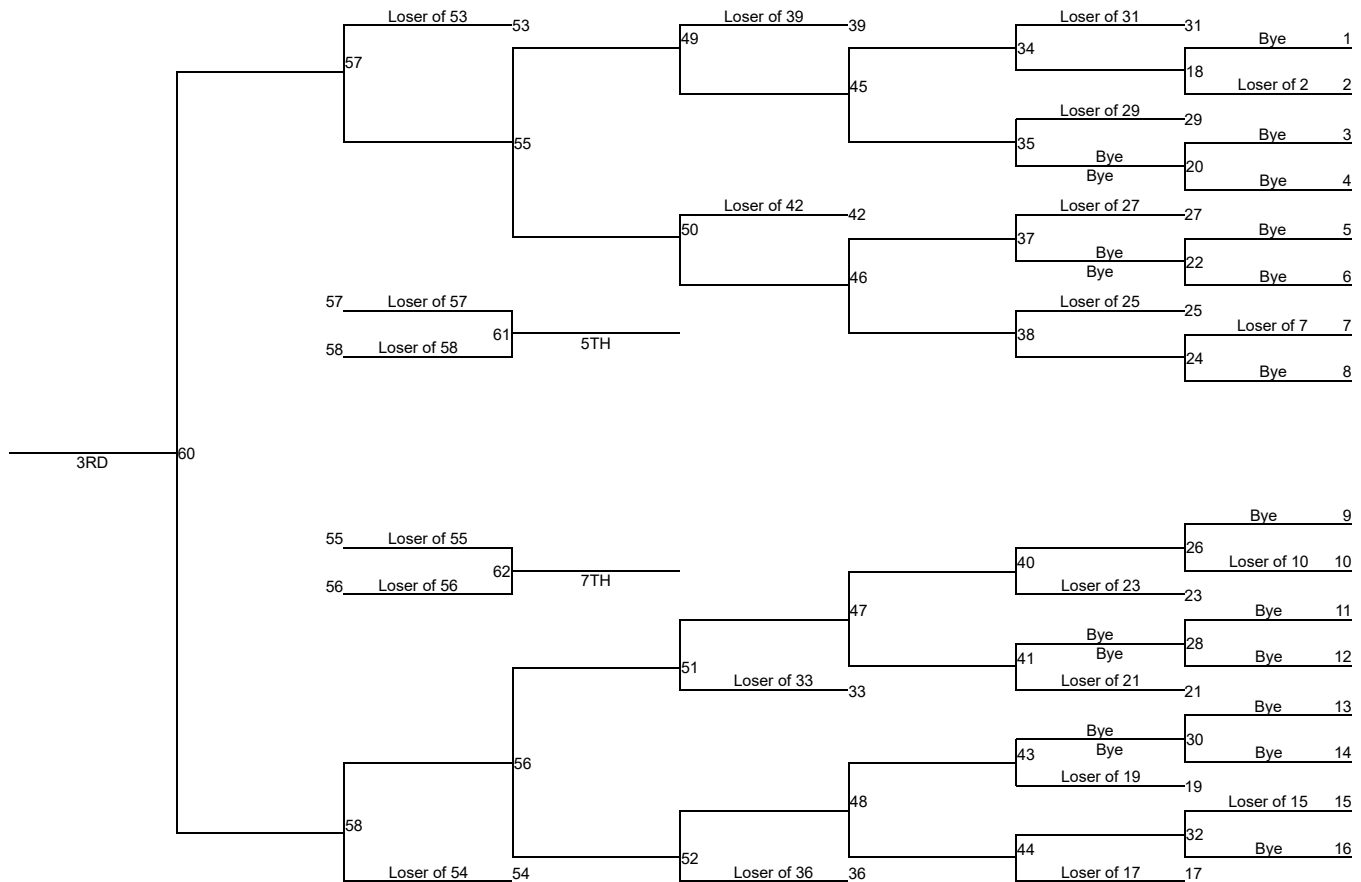 Loser of 53 53 Loser of 39 39 Loser of 31 31
Bye 1
49 34
57 18
45 Loser of 2 2
Loser of 29 29
Bye 3
55 35 Bye 20
Bye Bye 4
Loser of 42 42 Loser of 27 27
50 37 Bye 5
Bye 22
Bye Bye 6
46
57 Loser of 57 Loser of 25 25
Loser of 7 7
61 5TH 38
58 Loser of 58 24
Bye 8
3RD 60
Bye 9
55 Loser of 55 26
40 Loser of 10 10
62 7TH
56 Loser of 56 Loser of 23 23
47 Bye 11
Bye 28
Bye Bye 12
51 41
Loser of 33 33 Loser of 21 21
Bye 13
Bye 30
Bye Bye 14
56 43
Loser of 19 19
48 Loser of 15 15
58 32
44 Bye 16
52
Loser of 54 54 Loser of 36 36 Loser of 17 17